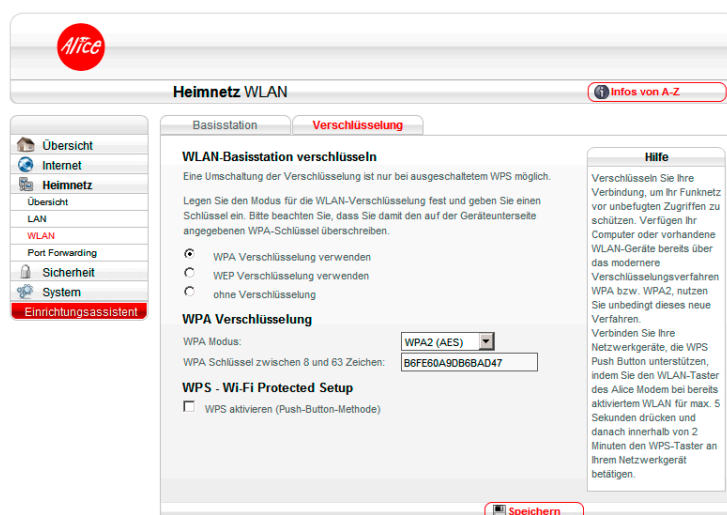 Alice
Heimnetz WLAN
Infos von A-Z
Übersicht
Internet
Heimnetz
Übersicht
LAN
WLAN
Port Forwarding
Sicherheit
System
Einrichtungsassistent
Basisstation
Verschlüsselung
WLAN-Basisstation verschlüsseln
Eine Umschaltung der Verschlüsselung ist nur bei ausgeschaltetem WPS möglich.
Legen Sie den Modus für die WLAN-Verschlüsselung fest und geben Sie einen
Schlüssel ein. Bitte beachten Sie, dass Sie damit den auf der Geräteunterseite
angegebenen WPA-Schlüssel überschreiben.
WPA Verschlüsselung verwenden
WEP Verschlüsselung verwenden
ohne Verschlüsselung
WPA Verschlüsselung
WPA Modus:
WPA2 (AES)
WPA Schlüssel zwischen 8 und 63 Zeichen:
B6FE60A9DB6BAD47
WPS - Wi-Fi Protected Setup
WPS aktivieren (Push-Button-Methode)
Speichern
Hilfe
Verschlüsseln Sie Ihre
Verbindung, um Ihr Funknetz
vor unbefugten Zugriffen zu
schützen. Verfügen Ihr
Computer oder vorhandene
WLAN-Geräte bereits über
das modernere
Verschlüsselungsverfahren
WPA bzw. WPA2, nutzen
Sie unbedingt dieses neue
Verfahren.
Verbinden Sie Ihre
Netzwerkgeräte, die WPS
Push Button unterstützen,
indem Sie den WLAN-Taster
des Alice Modem bei bereits
aktiviertem WLAN für max. 5
Sekunden drücken und
danach innerhalb von 2
Minuten den WPS-Taster an
Ihrem Netzwerkgerät
betätigen.